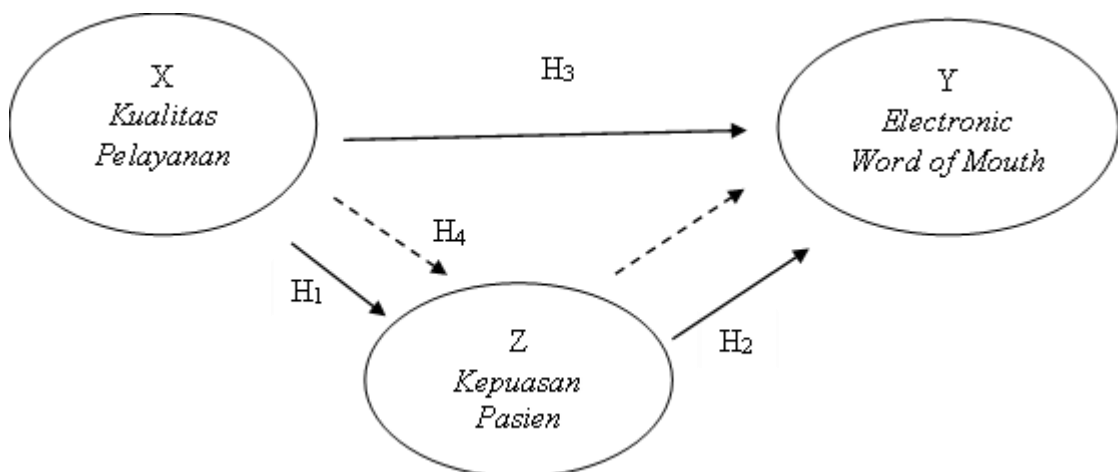 X
Kualitas
Pelayanan
H₃
Y
Electronic
Word of Mouth
H₄
H₁
Z
Kepuasan
Pasien
H₂